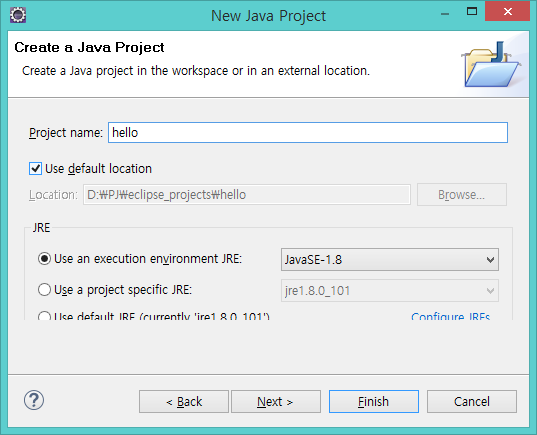 New Java Project
Create a Java Project
Create a Java project in the workspace or in an external location.
Project name: hello
Use default location
Location: D:₩PJ₩eclipse_projects₩hello Browse...
JRE
Use an execution environment JRE: JavaSE-1.8
Use a project specific JRE: jre1.8.0_101
Use default JRE (currently 'jre1.8.0_101') Configure JREs
? < Back Next > Finish Cancel